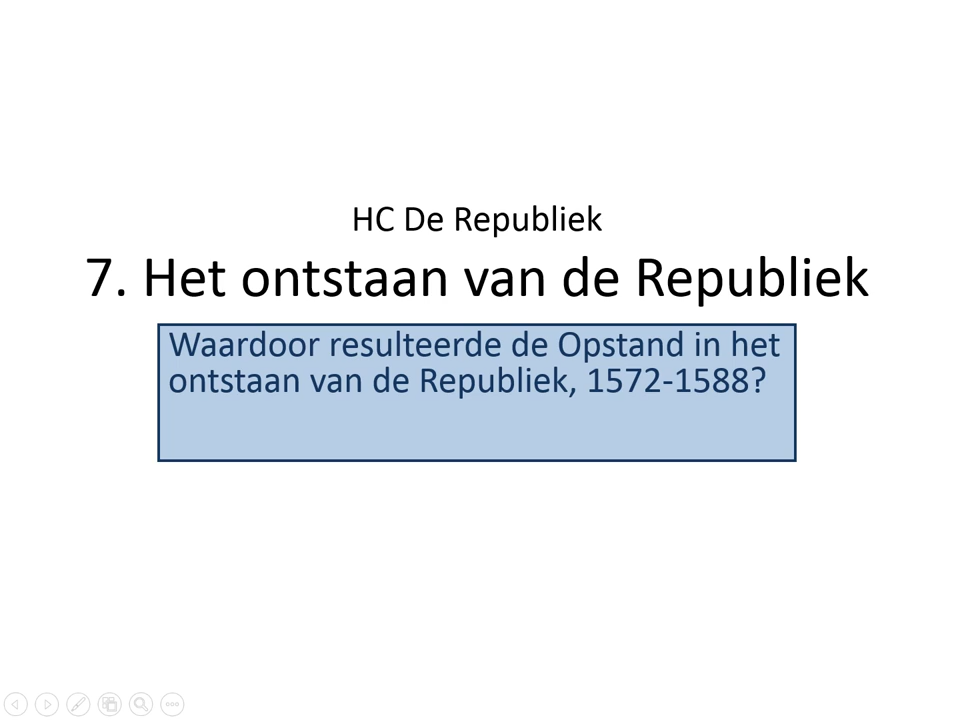 HC De Republiek
7. Het ontstaan van de Republiek
Waardoor resulteerde de Opstand in het
ontstaan van de Republiek, 1572-1588?